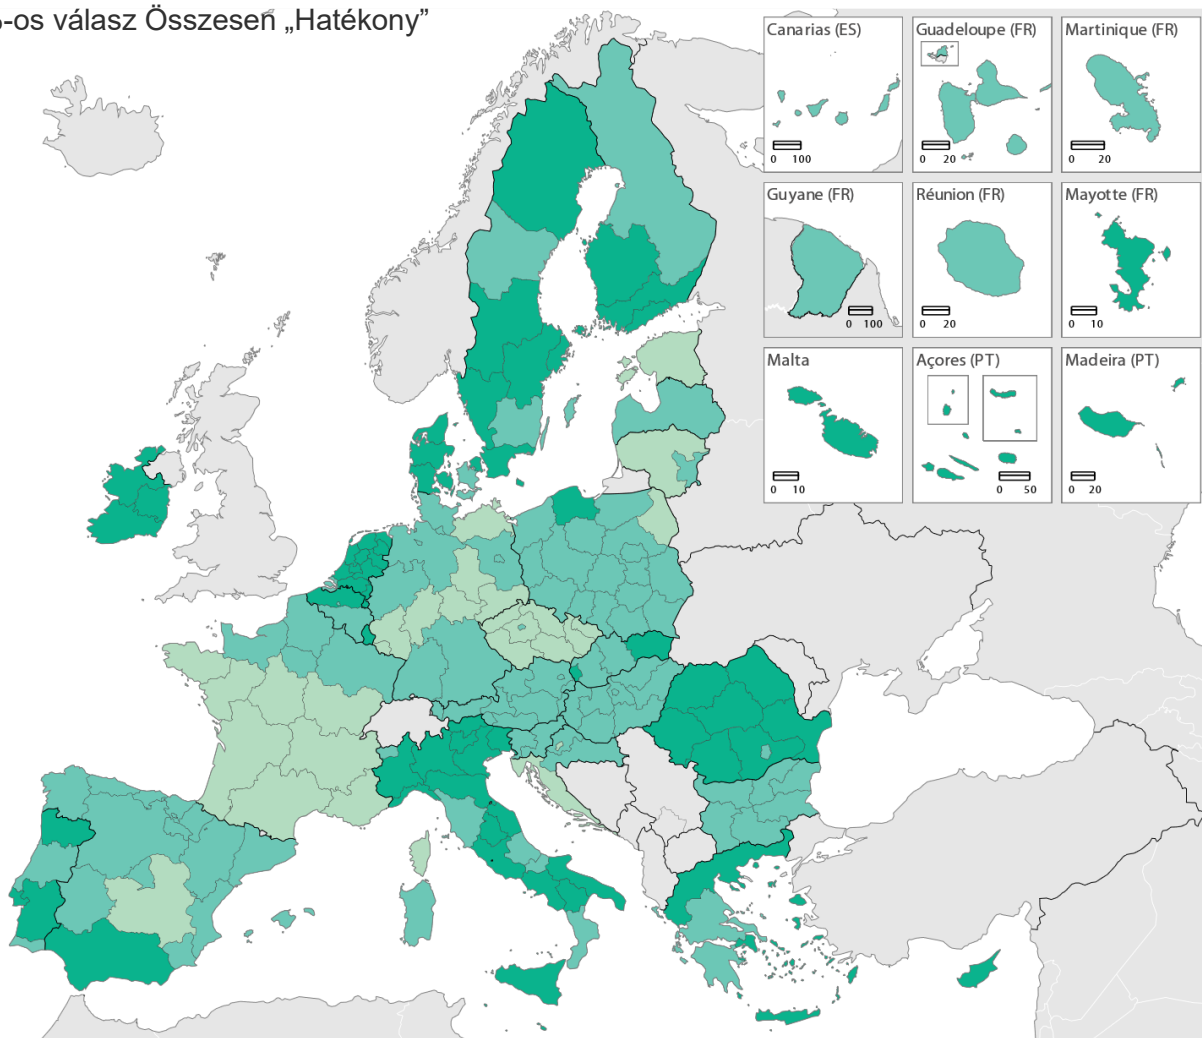 -os válasz Összesen „Hatékony”
Canarias (ES)
0 100
Guadeloupe (FR)
0 20
Martinique (FR)
0 20
Guyane (FR)
0 100
Réunion (FR)
0 20
Mayotte (FR)
0 10
Malta
0 10
Açores (PT)
0 50
Madeira (PT)
0 20